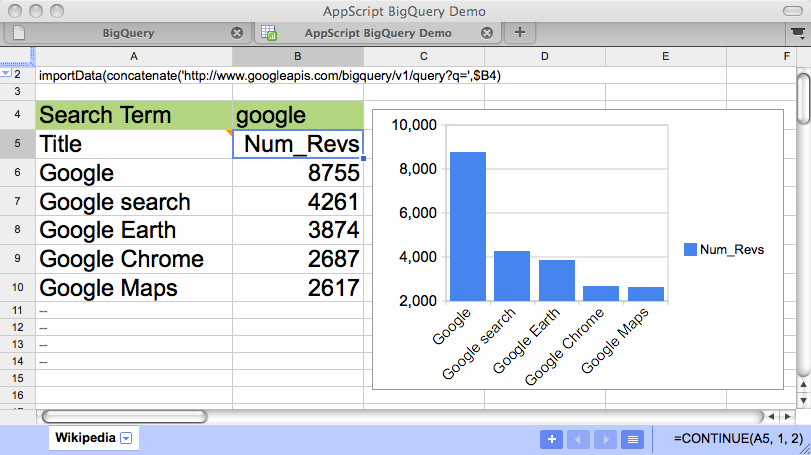 AppScript BigQuery Demo
BigQuery AppScript BigQuery Demo +
A B C D E F
2 importData(concatenate('http://www.googleapis.com/bigquery/v1/query?q=',$B4)
3
4 Search Term google
5 Title Num_Revs
6 Google 8755
7 Google search 4261
8 Google Earth 3874
9 Google Chrome 2687
10 Google Maps 2617
11 --
12 --
13 --
14 --
15
16
10,000
8,000
6,000
4,000
2,000
Google Google search Google Earth Google Chrome Google Maps
Num_Revs
Wikipedia + =CONTINUE(A5, 1, 2)